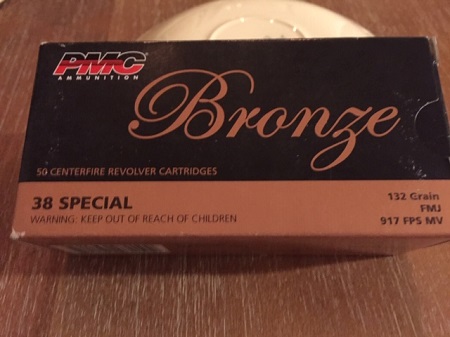 PMC
AMMUNITION
Bronze
50 CENTERFIRE REVOLVER CARTRIDGES
38 SPECIAL
WARNING: KEEP OUT OF REACH OF CHILDREN
132 Grain
FMJ
917 FPS MV